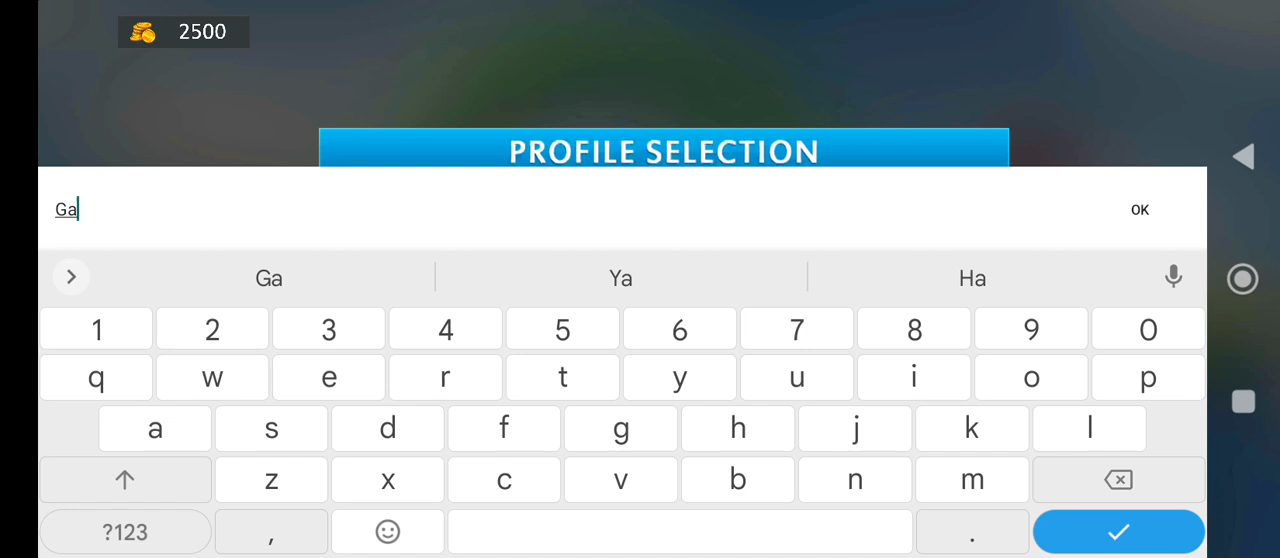 2500
PROFILE SELECTION
Ga
OK
Ga Ya Ha
1 2 3 4 5 6 7 8 9 0
q w e r t y u i o p
a s d f g h j k l
z x c v b n m
?123 , .